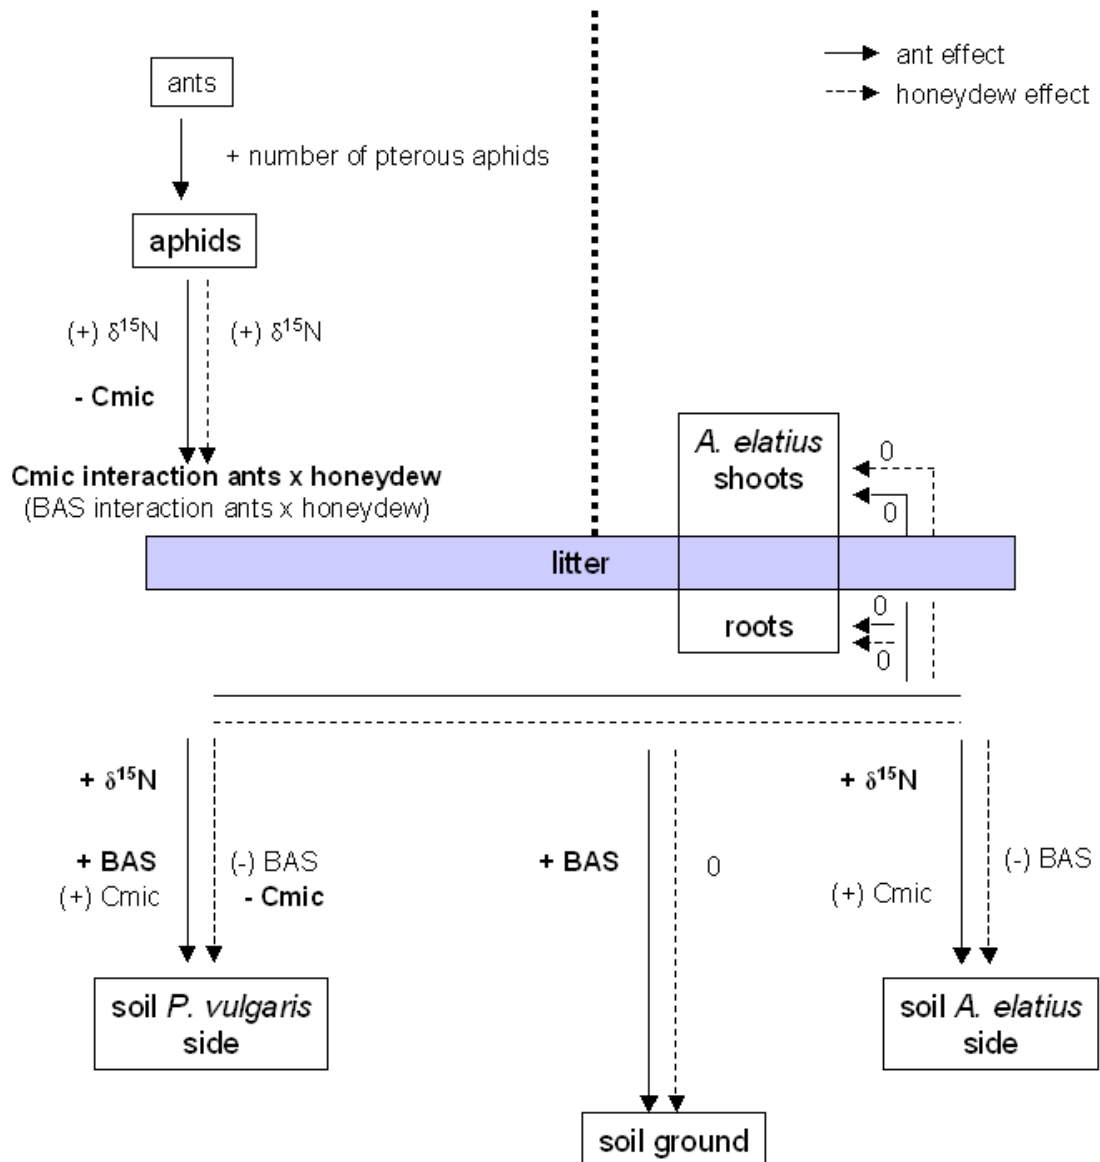 ants
ant effect
honeydew effect
+ number of pterous aphids
aphids
(+) δ¹⁵N
(+) δ¹⁵N
- Cmic
Cmic interaction ants x honeydew
(BAS interaction ants x honeydew)
A. elatius
shoots
0
0
litter
roots
0
0
+ δ¹⁵N
+ BAS
(+) Cmic
(-) BAS
- Cmic
+ BAS
0
+ δ¹⁵N
(+) Cmic
(-) BAS
soil P. vulgaris
side
soil A. elatius
side
soil ground